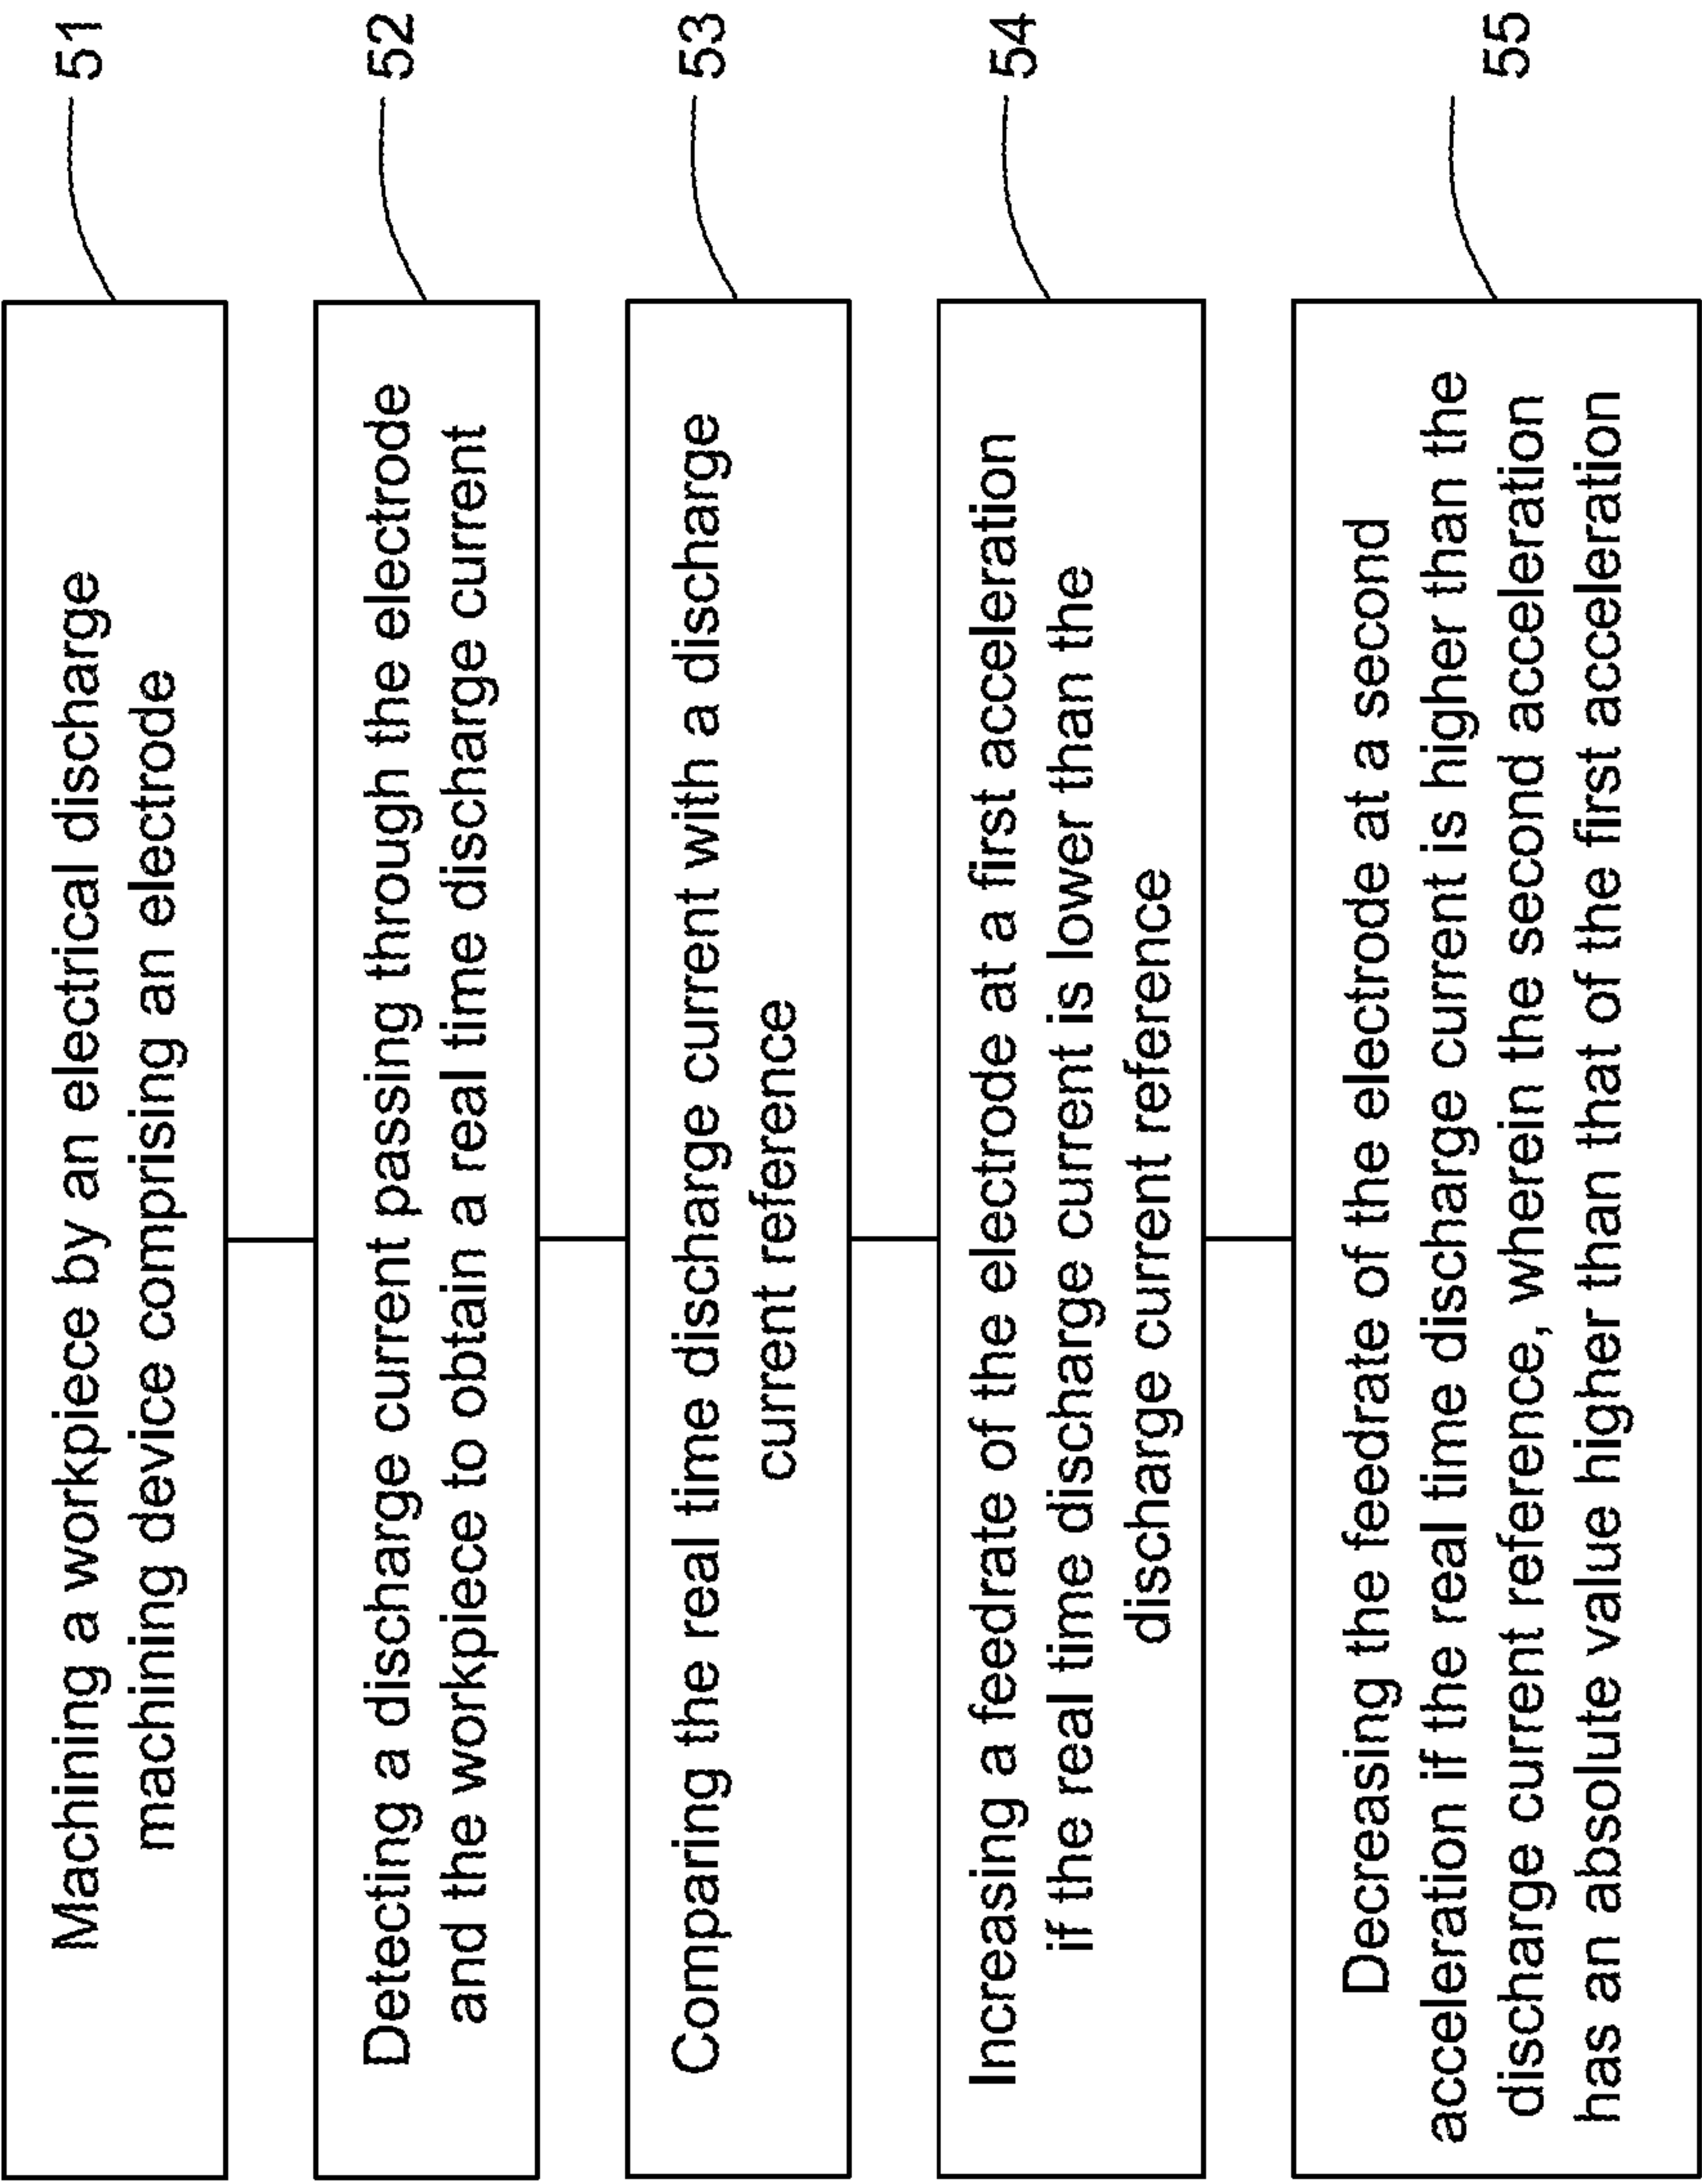 Machining a workpiece by an electrical discharge
machining device comprising an electrode
51
Detecting a discharge current passing through the electrode
and the workpiece to obtain a real time discharge current
52
Comparing the real time discharge current with a discharge
current reference
53
Increasing a feedrate of the electrode at a first acceleration
if the real time discharge current is lower than the
discharge current reference
54
Decreasing the feedrate of the electrode at a second
acceleration if the real time discharge current is higher than the
discharge current reference, wherein the second acceleration
has an absolute value higher than that of the first acceleration
55